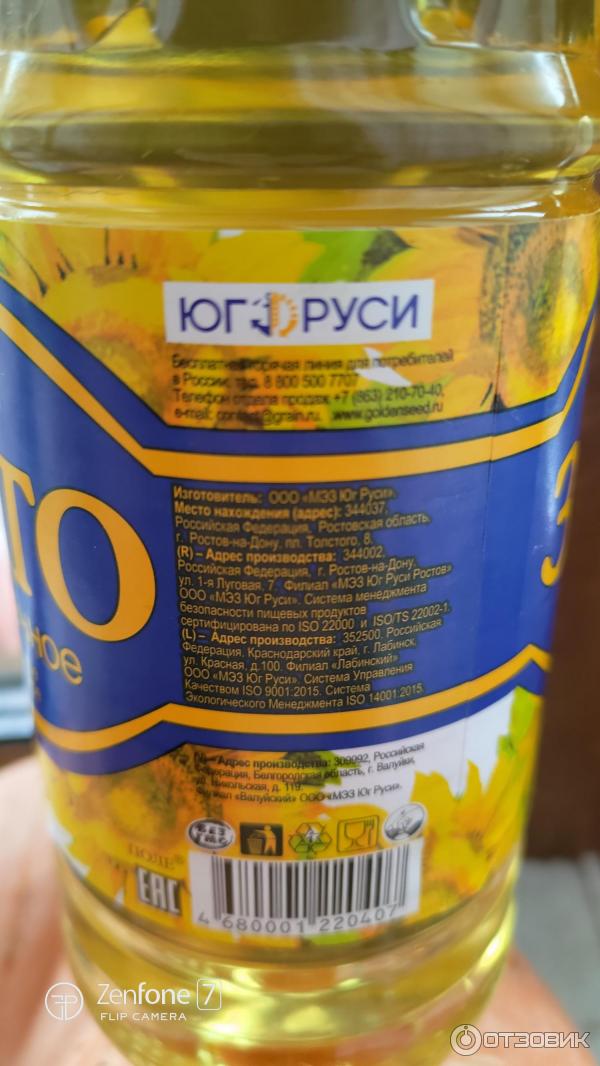 ЮГ РУСИ
Бесплатная горячая линия для потребителей
в России: тел. 8 800 500 7707
Телефон отдела продаж +7 (863) 210-70-40,
e-mail: contact@grain.ru, www.goldenseed.ru
ТО
ное
З
Изготовитель: ООО «МЭЗ Юг Руси».
Место нахождения (адрес): 344037,
Российская Федерация, Ростовская область,
г. Ростов-на-Дону, пл. Толстого, 8.
(R) – Адрес производства: 344002,
Российская Федерация, г. Ростов-на-Дону,
ул. 1-я Луговая, 7. Филиал «МЭЗ Юг Руси Ростов»
ООО «МЭЗ Юг Руси». Система менеджмента
безопасности пищевых продуктов
сертифицирована по ISO 22000 и ISO/TS 22002-1.
(L) – Адрес производства: 352500, Российская
Федерация, Краснодарский край, г. Лабинск,
ул. Красная, д.100. Филиал «Лабинский»
ООО «МЭЗ Юг Руси». Система Управления
Качеством ISO 9001:2015. Система
Экологического Менеджмента ISO 14001:2015.
– Адрес производства: 309992, Российская
Федерация, Белгородская область, г. Валуйки,
ул. Никольская, д. 119.
Филиал «Валуйский» ООО «МЭЗ Юг Руси».
БЕЗ ГМО
ПОЛЕ®
EAC
4 680001 220407
Zenfone 7
FLIP CAMERA
ОТЗОВИК